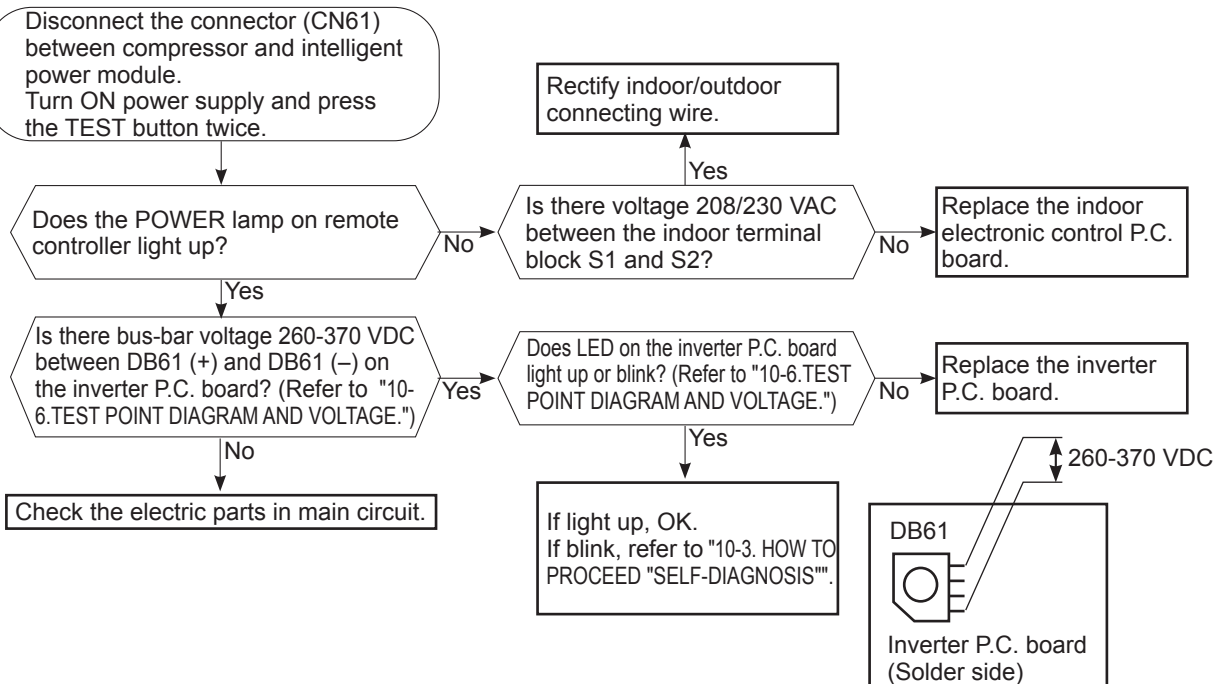 Disconnect the connector (CN61)
between compressor and intelligent
power module.
Turn ON power supply and press
the TEST button twice.
Rectify indoor/outdoor
connecting wire.
Yes
Does the POWER lamp on remote
controller light up?
No
Is there voltage 208/230 VAC
between the indoor terminal
block S1 and S2?
No
Replace the indoor
electronic control P.C.
board.
Yes
Is there bus-bar voltage 260-370 VDC
between DB61 (+) and DB61 (–) on
the inverter P.C. board? (Refer to "10-
6.TEST POINT DIAGRAM AND VOLTAGE.")
Yes
Does LED on the inverter P.C. board
light up or blink? (Refer to "10-6.TEST
POINT DIAGRAM AND VOLTAGE.")
No
Replace the inverter
P.C. board.
No
Check the electric parts in main circuit.
Yes
If light up, OK.
If blink, refer to "10-3. HOW TO
PROCEED "SELF-DIAGNOSIS"".
260-370 VDC
DB61
Inverter P.C. board
(Solder side)